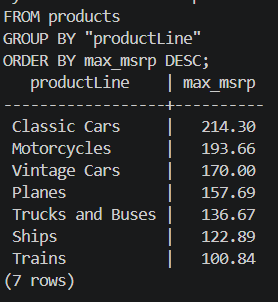 FROM products
GROUP BY "productLine"
ORDER BY max_msrp DESC;
   productLine    | max_msrp
------------------+----------
 Classic Cars     |   214.30
 Motorcycles      |   193.66
 Vintage Cars     |   170.00
 Planes           |   157.69
 Trucks and Buses |   136.67
 Ships            |   122.89
 Trains           |   100.84
(7 rows)